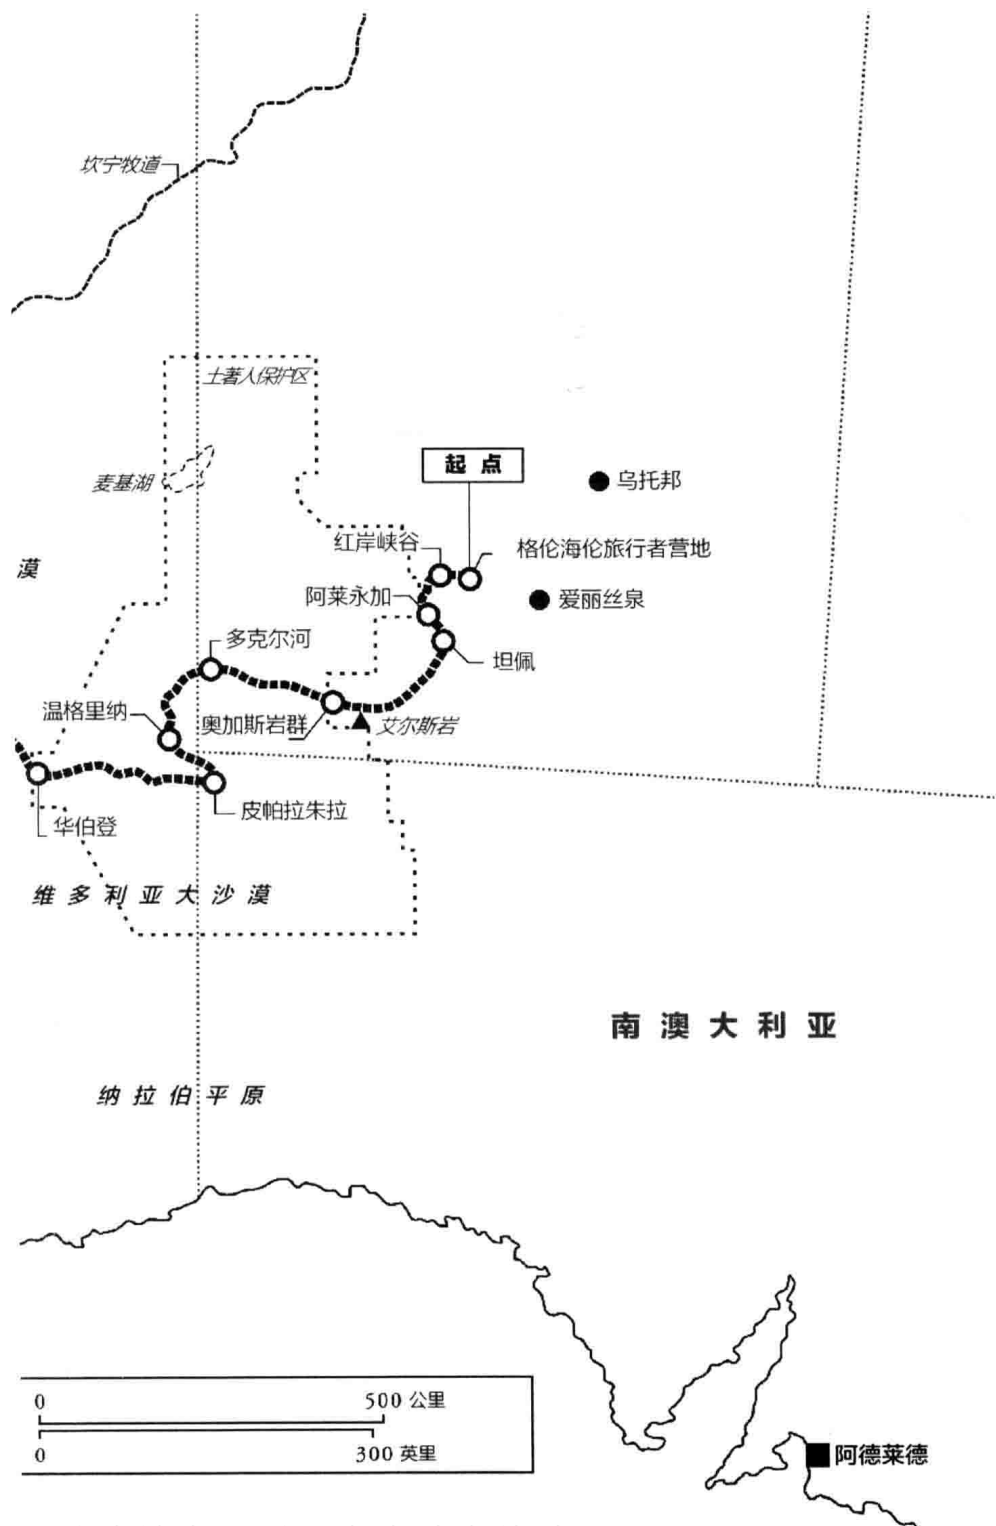 坎宁牧道
土著人保护区
麦基湖
起点
乌托邦
红岸峡谷
格伦海伦旅行者营地
漠
阿莱永加
爱丽丝泉
多克尔河
坦佩
温格里纳
奥加斯岩群
艾尔斯岩
皮帕拉朱拉
华伯登
维多利亚大沙漠
南澳大利亚
纳拉伯平原
0 500 公里
0 300 英里
阿德莱德